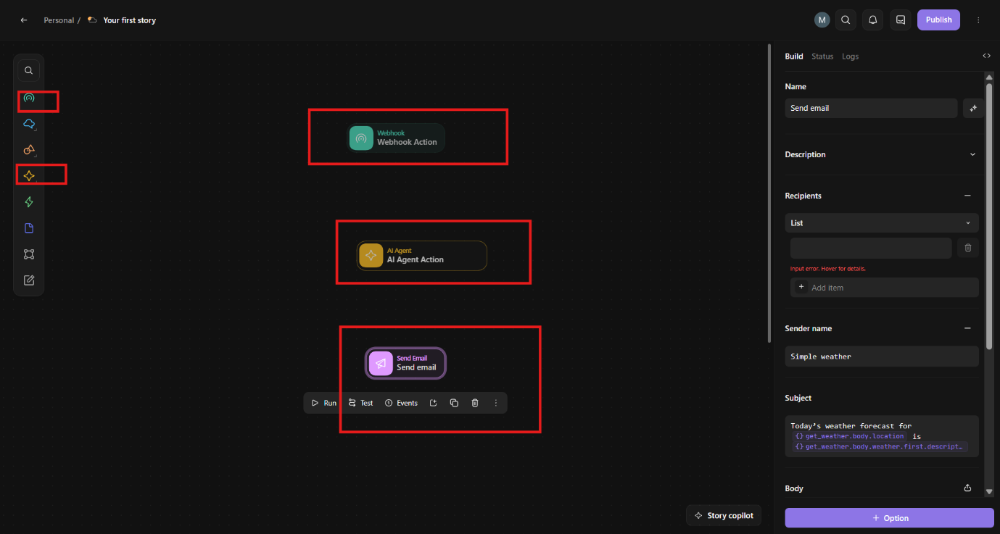 Personal / Your first story
M
Publish
Webhook
Webhook Action
AI Agent
AI Agent Action
Send Email
Send email
Run Test Events
Story copilot
Build Status Logs
Name
Send email
Description
Recipients
List
Input error. Hover for details.
+ Add item
Sender name
Simple weather
Subject
Today’s weather forecast for
{} get_weather.body.location is
{} get_weather.body.weather.first.descript…
Body
+ Option